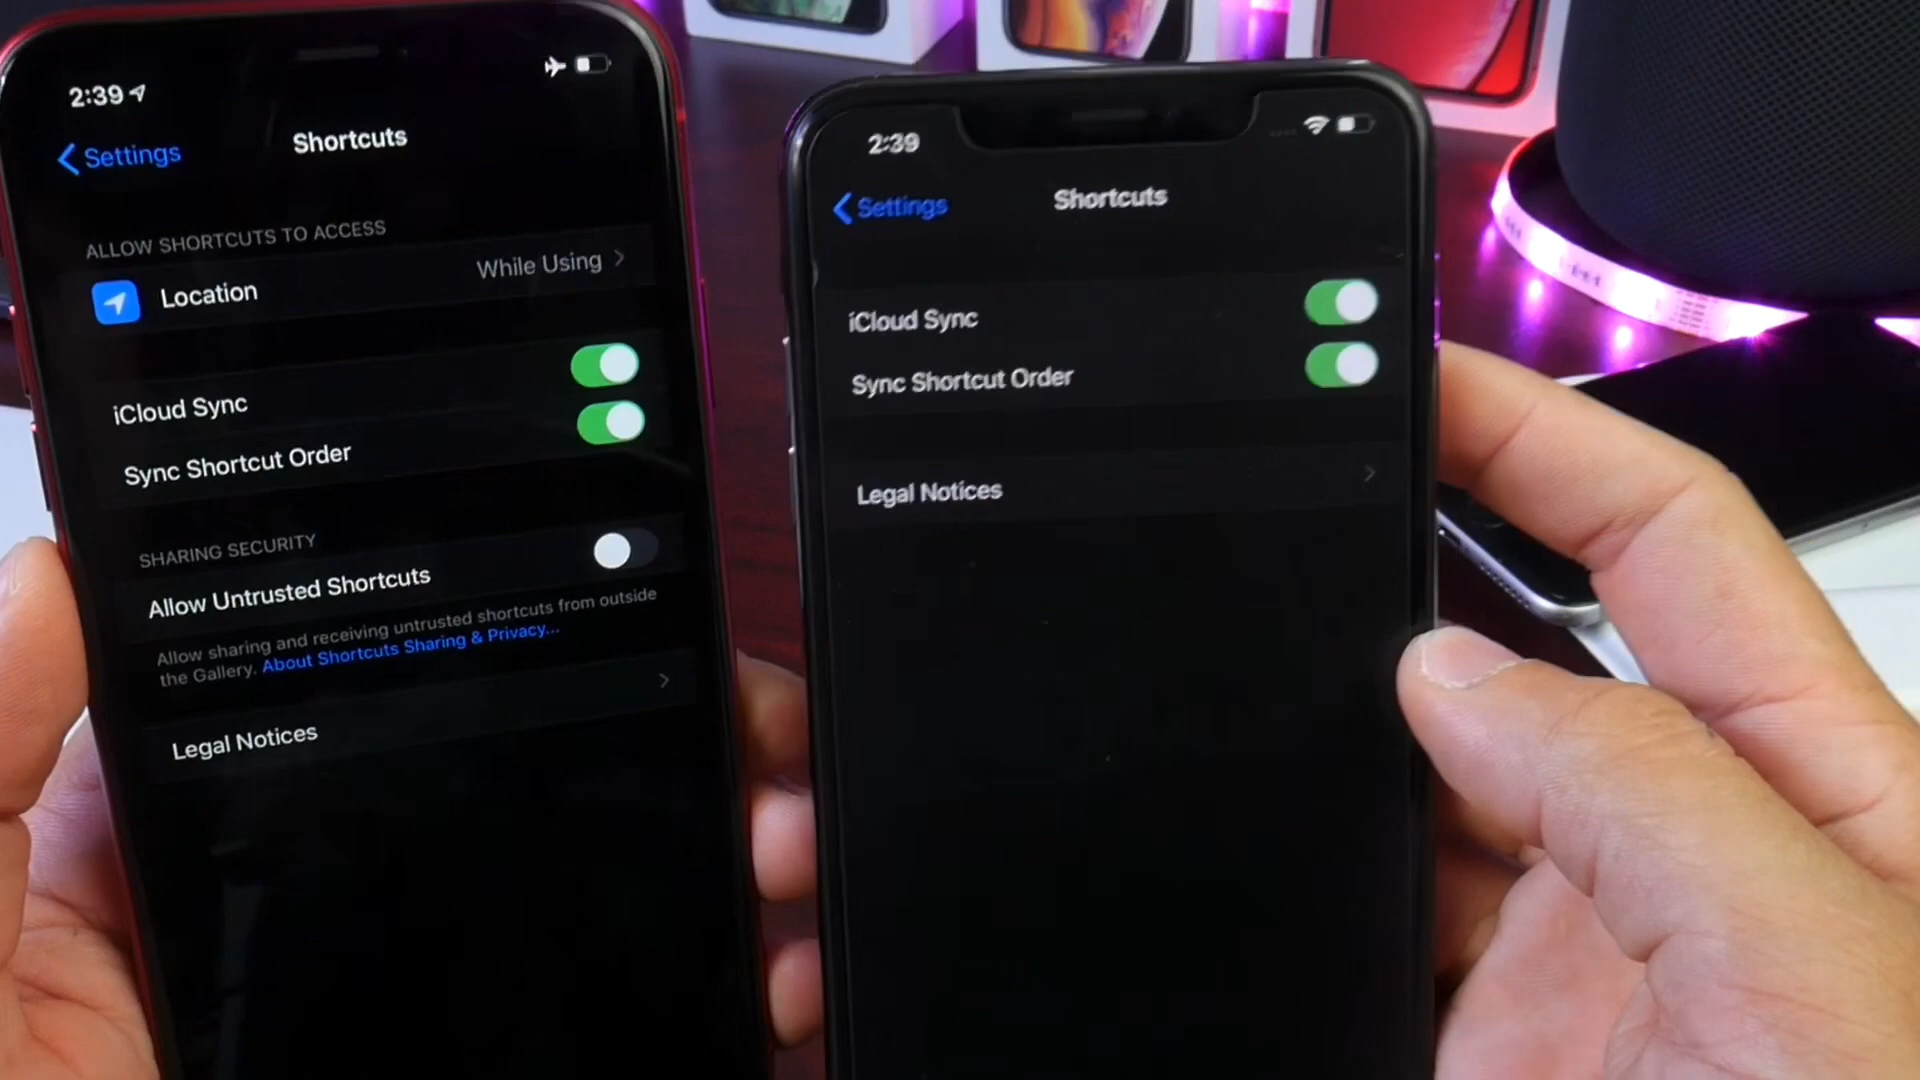 2:39
Settings
Shortcuts
ALLOW SHORTCUTS TO ACCESS
Location
While Using
iCloud Sync
Sync Shortcut Order
SHARING SECURITY
Allow Untrusted Shortcuts
Allow sharing and receiving untrusted shortcuts from outside
the Gallery. About Shortcuts Sharing & Privacy...
Legal Notices
2:39
Settings
Shortcuts
iCloud Sync
Sync Shortcut Order
Legal Notices